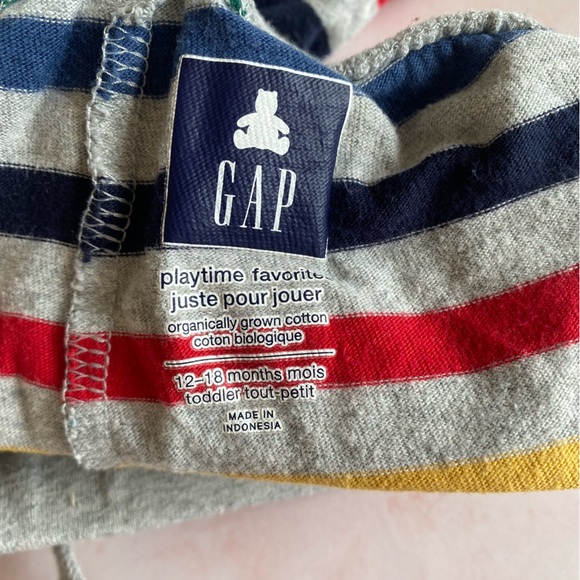 GAP
playtime favorite
juste pour jouer
organically grown cotton
coton biologique
12–18 months mois
toddler tout-petit
MADE IN
INDONESIA